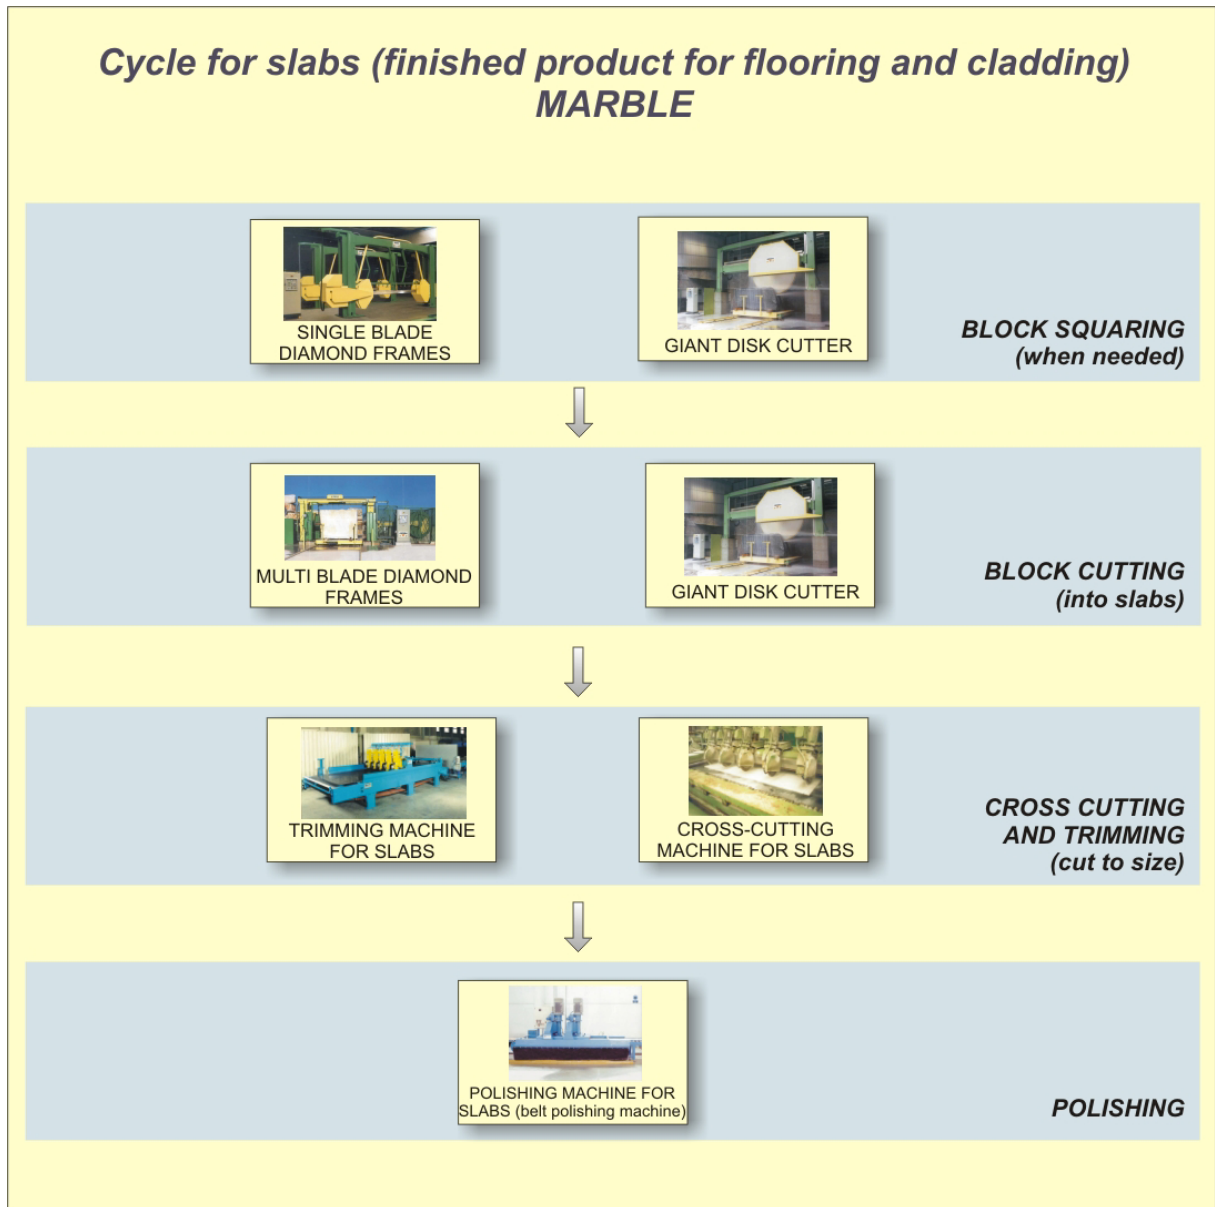 Cycle for slabs (finished product for flooring and cladding)
MARBLE
SINGLE BLADE
DIAMOND FRAMES
GIANT DISK CUTTER
BLOCK SQUARING
(when needed)
MULTI BLADE DIAMOND
FRAMES
GIANT DISK CUTTER
BLOCK CUTTING
(into slabs)
TRIMMING MACHINE
FOR SLABS
CROSS-CUTTING
MACHINE FOR SLABS
CROSS CUTTING
AND TRIMMING
(cut to size)
POLISHING MACHINE FOR
SLABS (belt polishing machine)
POLISHING